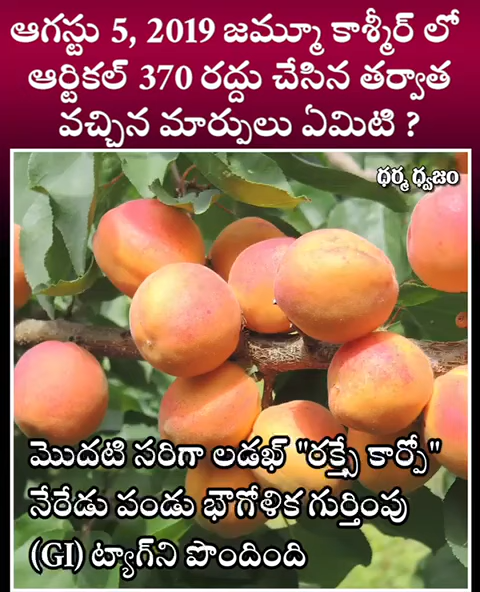 ఆగస్టు 5, 2019 జమ్మూ కాశ్మీర్ లో
ఆర్టికల్ 370 రద్దు చేసిన తర్వాత
వచ్చిన మార్పులు ఏమిటి ?
ధర్మ ధ్వజం
మొదటి సరిగా లడఖ్ "రక్త్సే కార్పో"
నేరేడు పండు భౌగోళిక గుర్తింపు
(GI) ట్యాగ్‌ని పొందింది